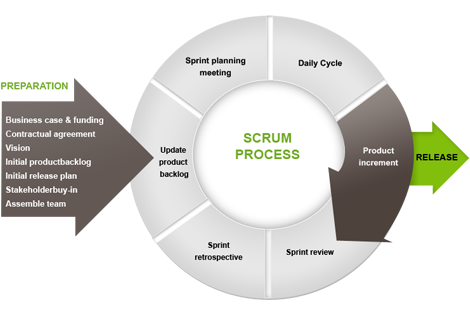 PREPARATION
Business case & funding
Contractual agreement
Vision
Initial productbacklog
Initial release plan
Stakeholderbuy-in
Assemble team
Sprint planning
meeting
Daily Cycle
Update
product
backlog
SCRUM
PROCESS
Product
increment
RELEASE
Sprint
retrospective
Sprint review